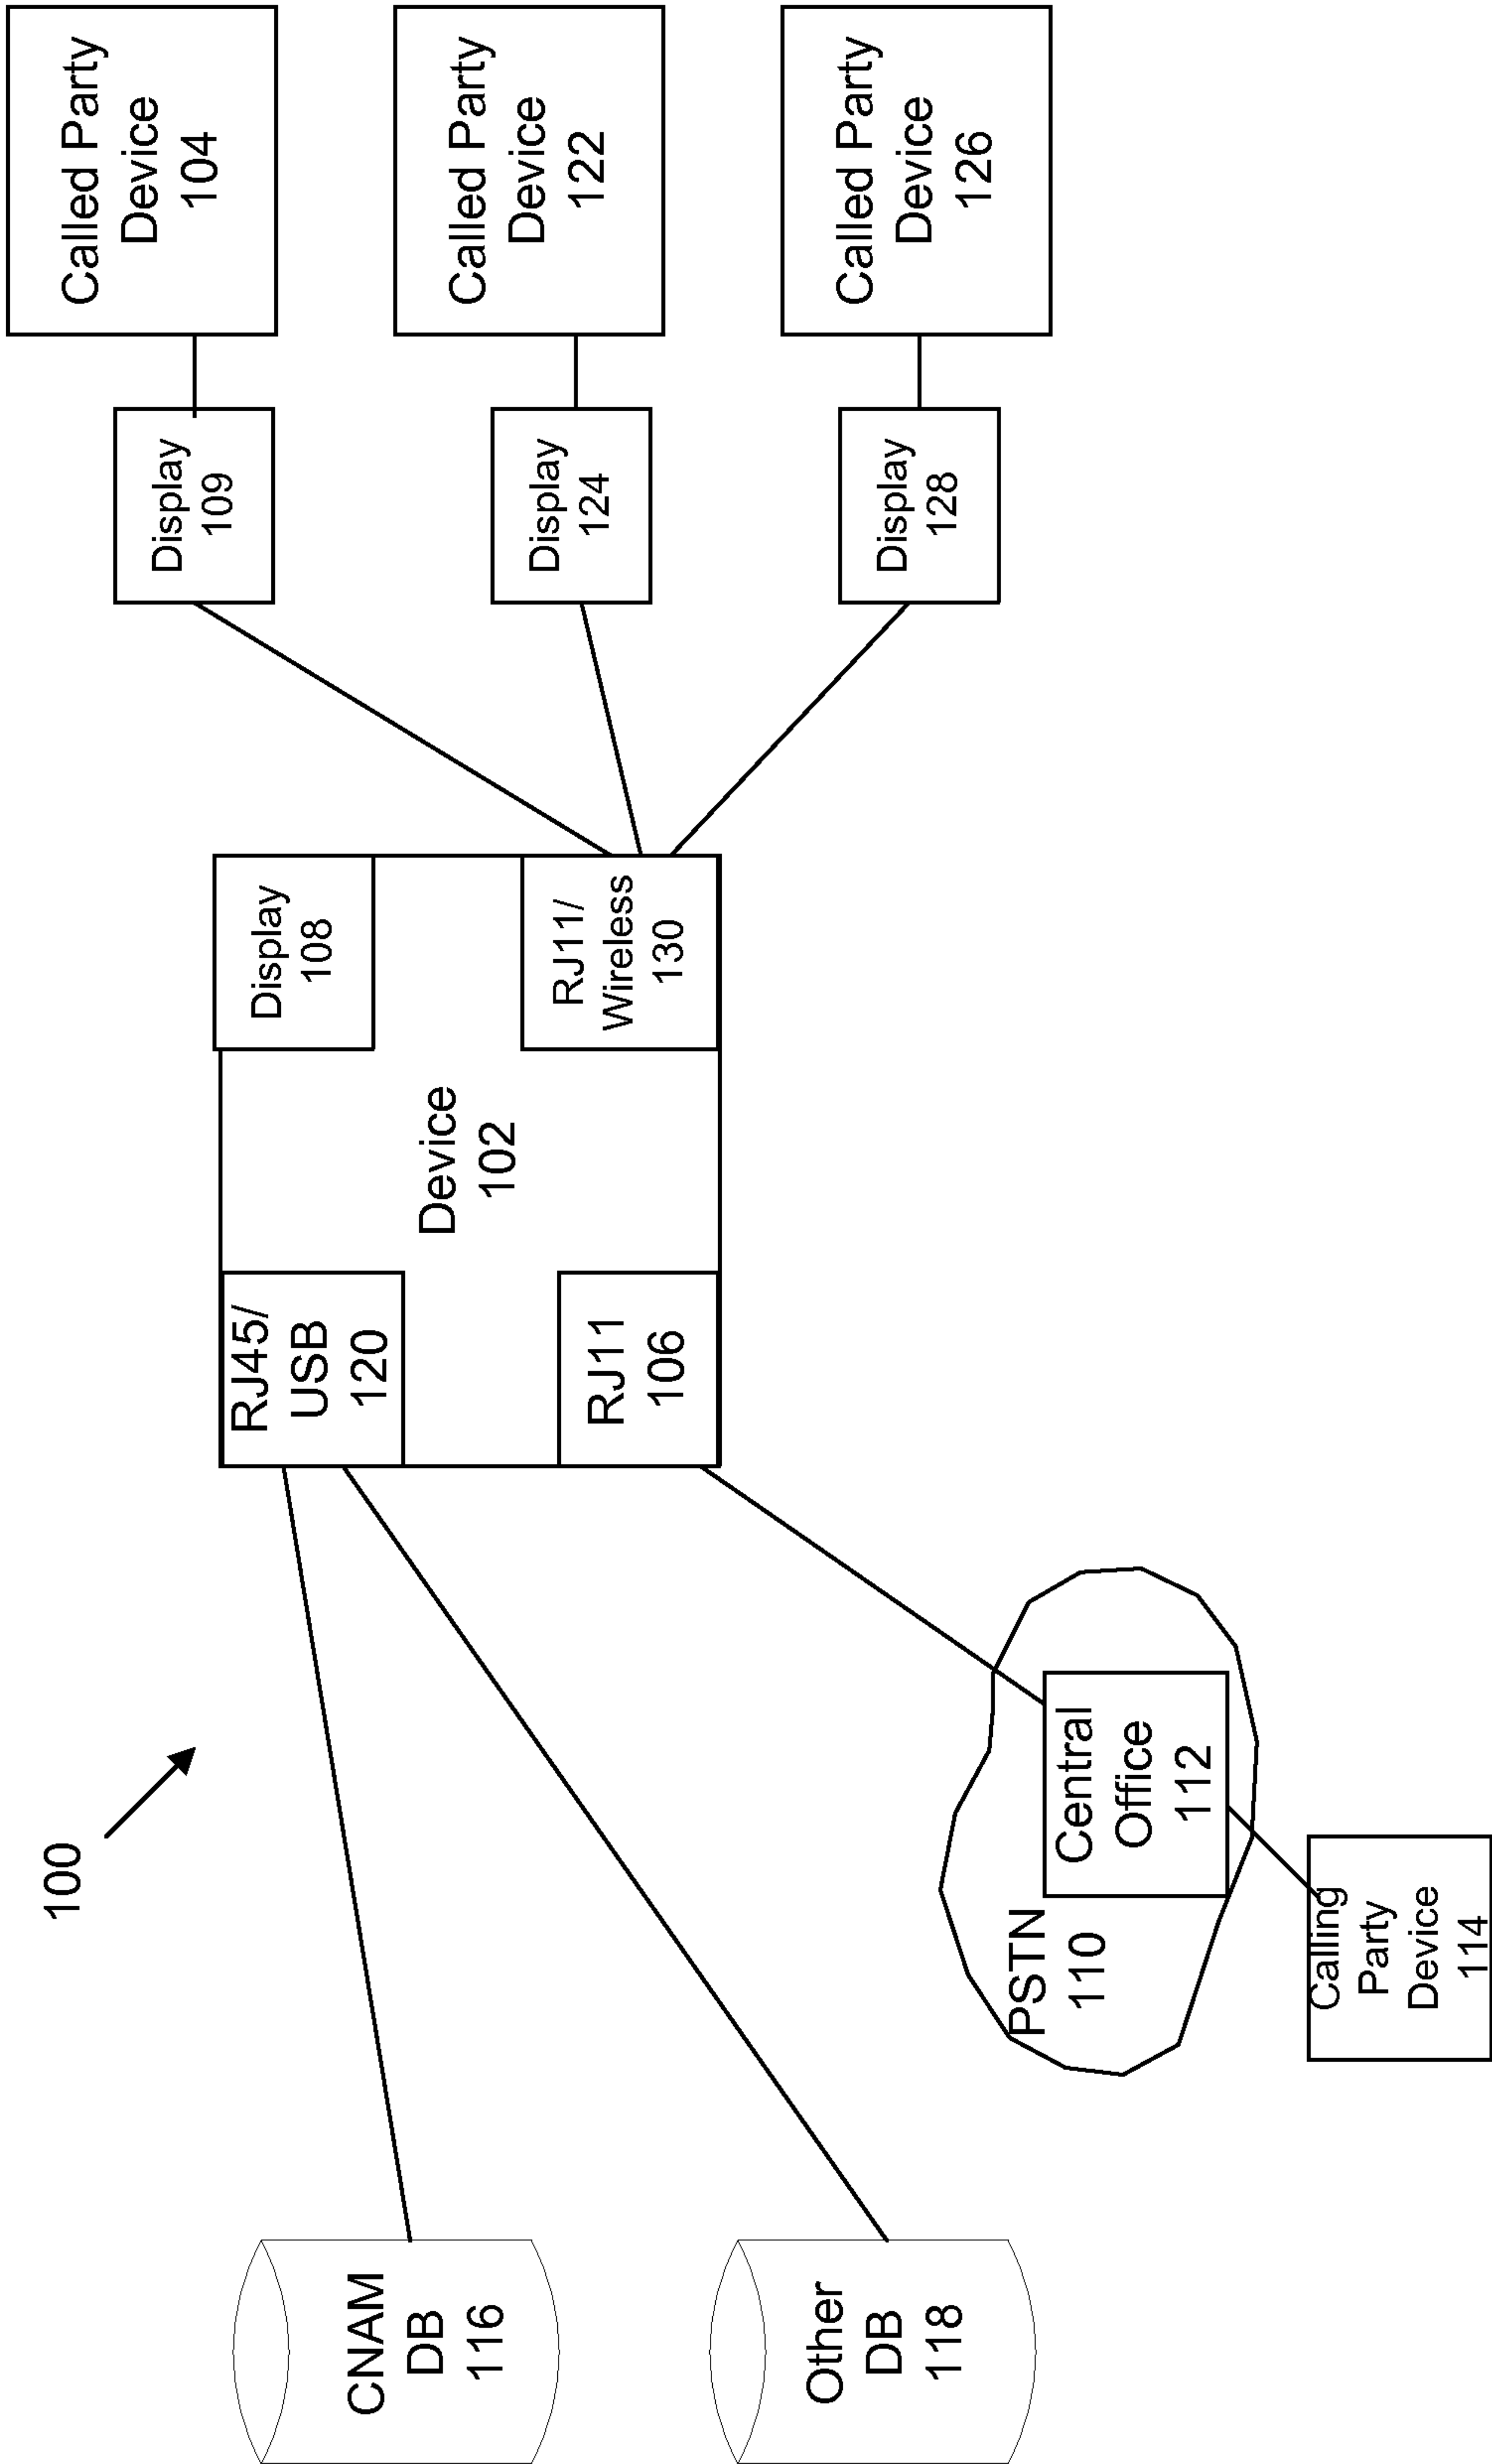 100
CNAM
DB
116
Other
DB
118
PSTN
110
Central
Office
112
Calling
Party
Device
114
RJ45/
USB
120
RJ11
106
Device
102
Display
108
RJ11/
Wireless
130
Display
109
Display
124
Display
128
Called Party
Device
104
Called Party
Device
122
Called Party
Device
126